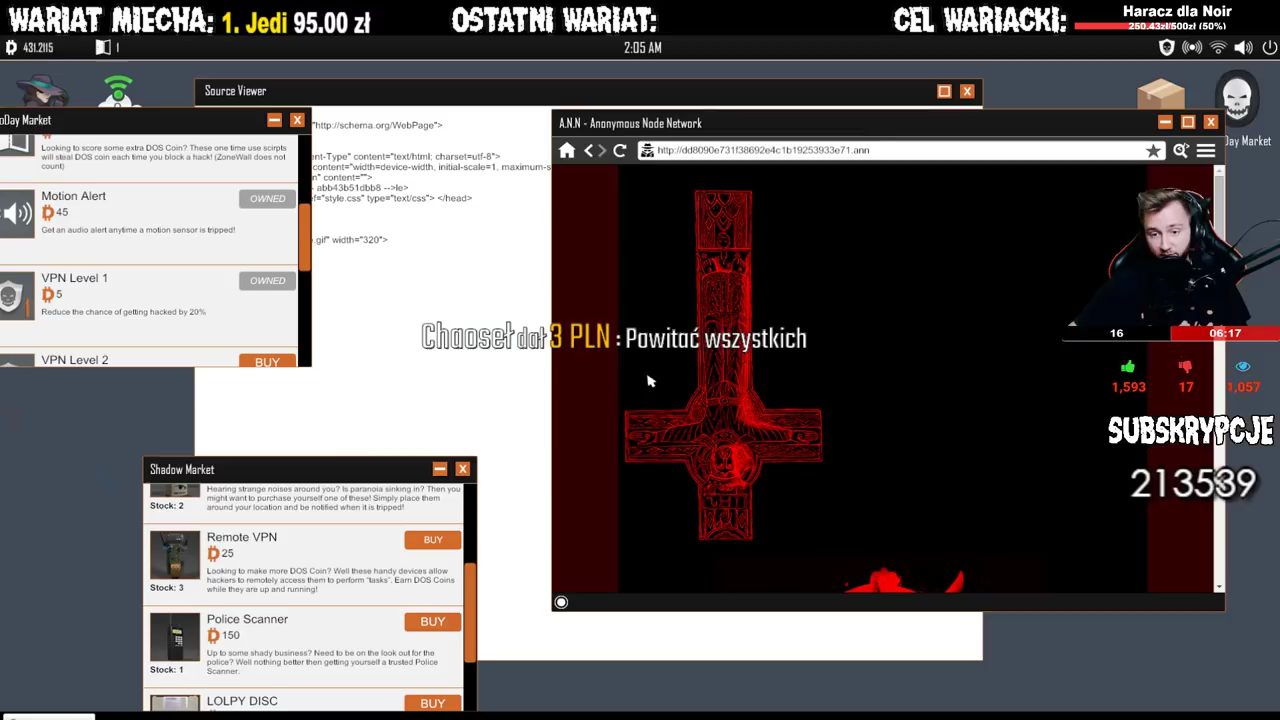 WARIAT MIECHA: 1. Jedi 95.00 zł
OSTATNI WARIAT:
CEL WARIACKI:
Haracz dla Noir
250.43zł/500zł (50%)
431.2115
1
2:05 AM
Source Viewer
"http://schema.org/WebPage">
ent-Type" content="text/html; charset=utf-8">
content="width=device-width, initial-scale=1, maximum-s
n" content="">
- abb43b51dbb8 -->le>
ef="style.css" type="text/css"> </head>
.gif" width="320">
oDay Market
Looking to score some extra DOS Coin? These one time use scirpts
will steal DOS coin each time you block a hack! (ZoneWall does not
count)
Motion Alert
OWNED
45
Get an audio alert anytime a motion sensor is tripped!
VPN Level 1
OWNED
5
Reduce the chance of getting hacked by 20%
VPN Level 2
BUY
A.N.N - Anonymous Node Network
http://dd8090e731f38692e4c1b19253933e71.ann
Day Market
Chaoseł dał 3 PLN : Powitać wszystkich
16
06:17
1,593
17
1,057
SUBSKRYPCJE
213539
Shadow Market
Hearing strange noises around you? Is paranoia sinking in? Then you
might want to purchase yourself one of these! Simply place them
around your location and be notified when it is tripped!
Stock: 2
Remote VPN
BUY
25
Looking to make more DOS Coin? Well these handy devices allow
hackers to remotely access them to perform "tasks". Earn DOS Coins
while they are up and running!
Stock: 3
Police Scanner
BUY
150
Up to some shady business? Need to be on the look out for the
police? Well nothing better then getting yourself a trusted Police
Scanner.
Stock: 1
LOLPY DISC
BUY